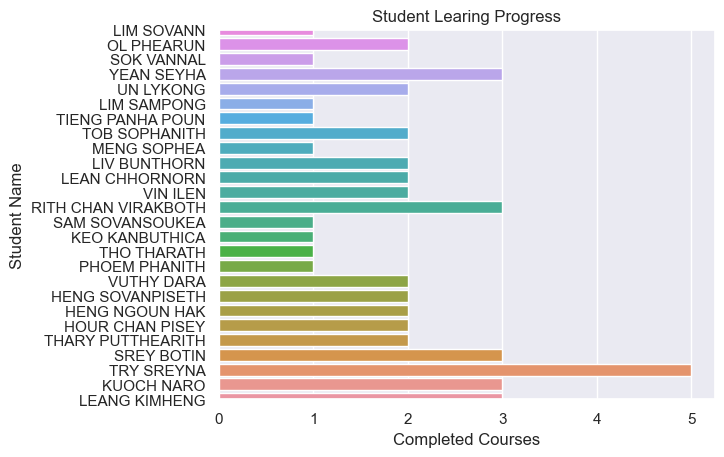 Student Learing Progress
LIM SOVANN
OL PHEARUN
SOK VANNAL
YEAN SEYHA
UN LYKONG
LIM SAMPONG
TIENG PANHA POUN
TOB SOPHANITH
MENG SOPHEA
LIV BUNTHORN
LEAN CHHORNORN
VIN ILEN
RITH CHAN VIRAKBOTH
SAM SOVANSOUKEA
KEO KANBUTHICA
THO THARATH
PHOEM PHANITH
VUTHY DARA
HENG SOVANPISETH
HENG NGOUN HAK
HOUR CHAN PISEY
THARY PUTTHEARITH
SREY BOTIN
TRY SREYNA
KUOCH NARO
LEANG KIMHENG
Student Name
0 1 2 3 4 5
Completed Courses